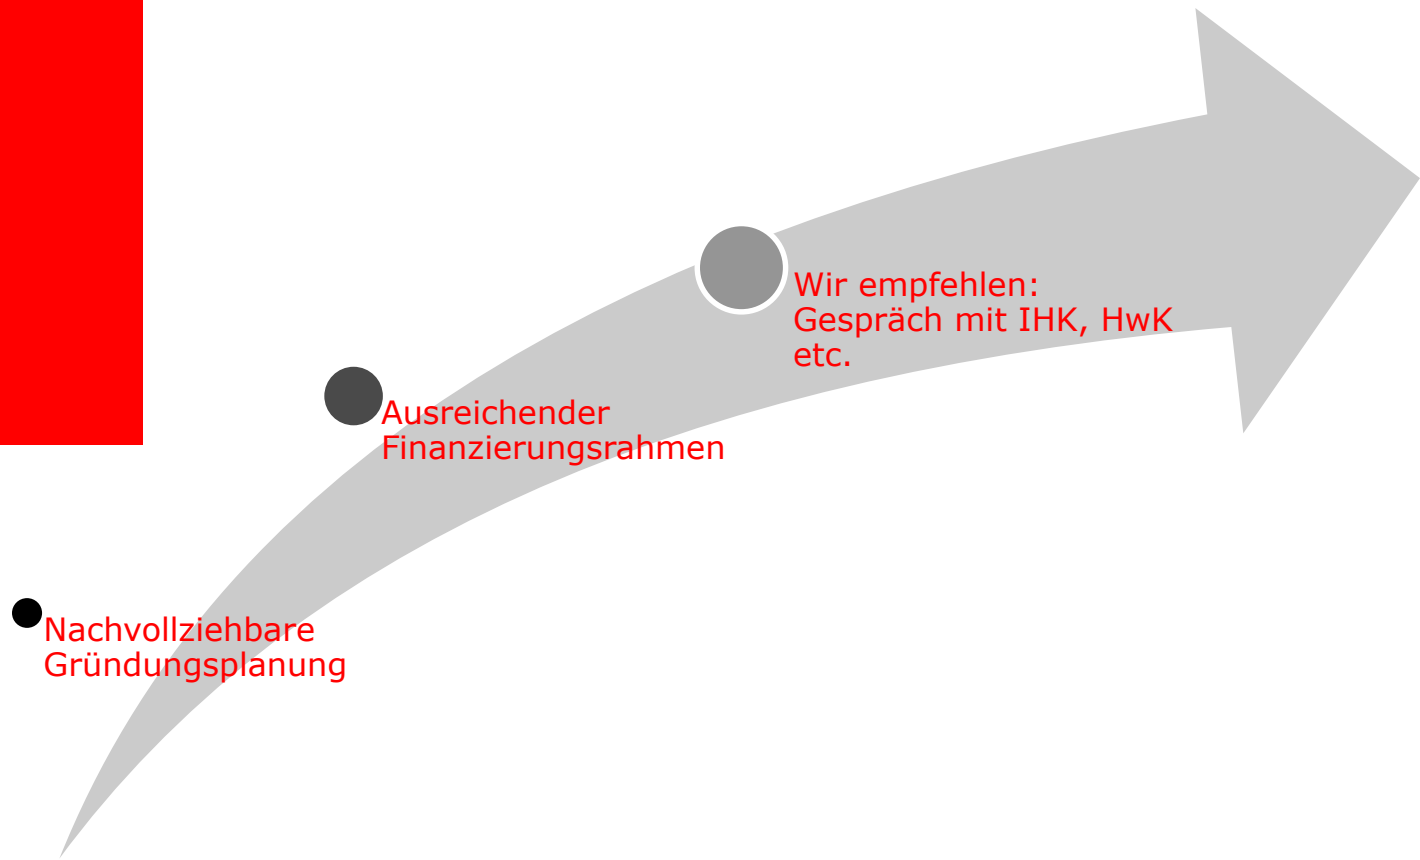 Wir empfehlen:
Gespräch mit IHK, HwK
etc.
Ausreichender
Finanzierungsrahmen
Nachvollziehbare
Gründungsplanung